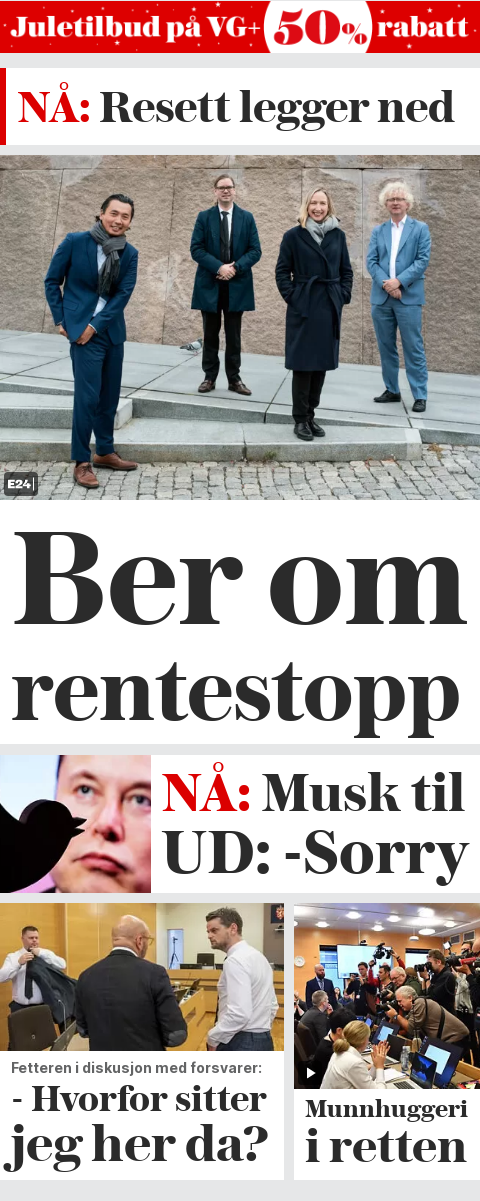 Juletilbud på VG+ 50% rabatt
NÅ: Resett legger ned
E24
Ber om
rentestopp
NÅ: Musk til
UD: -Sorry
Fetteren i diskusjon med forsvarer:
- Hvorfor sitter
jeg her da?
Munnhuggeri
i retten